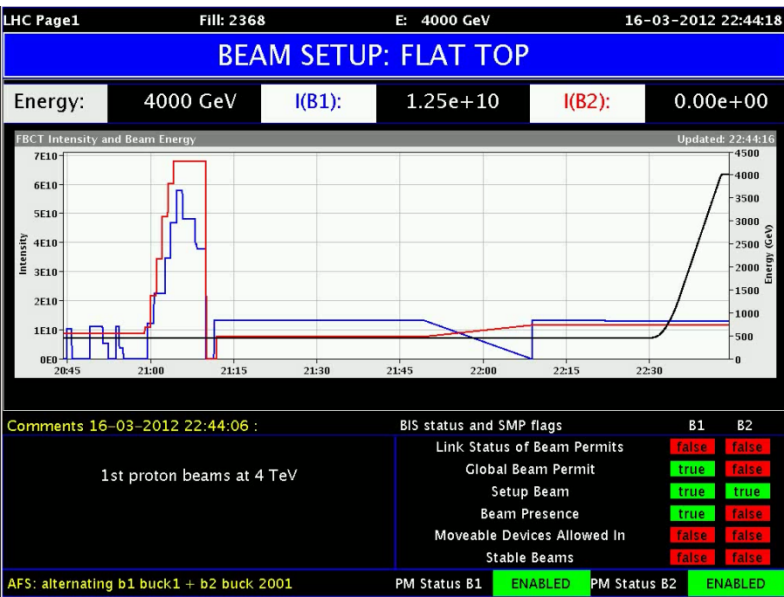 LHC Page1 Fill: 2368 E: 4000 GeV 16-03-2012 22:44:18
BEAM SETUP: FLAT TOP
Energy: 4000 GeV I(B1): 1.25e+10 I(B2): 0.00e+00
FBCT Intensity and Beam Energy Updated: 22:44:16
7E10
6E10
5E10
4E10
3E10
2E10
1E10
0E0
Intensity
20:45 21:00 21:15 21:30 21:45 22:00 22:15 22:30
4500
4000
3500
3000
2500
2000
1500
1000
500
0
Energy (GeV)
Comments 16-03-2012 22:44:06 :
1st proton beams at 4 TeV
BIS status and SMP flags B1 B2
Link Status of Beam Permits false false
Global Beam Permit true false
Setup Beam true true
Beam Presence true false
Moveable Devices Allowed In false false
Stable Beams false false
AFS: alternating b1 buck1 + b2 buck 2001 PM Status B1 ENABLED PM Status B2 ENABLED